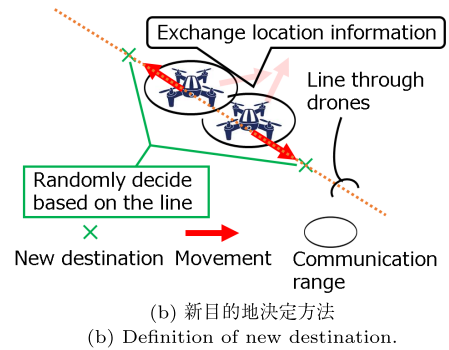 Exchange location information
Line through
drones
Randomly decide
based on the line
New destination
Movement
Communication
range
(b) 新目的地決定方法
(b) Definition of new destination.